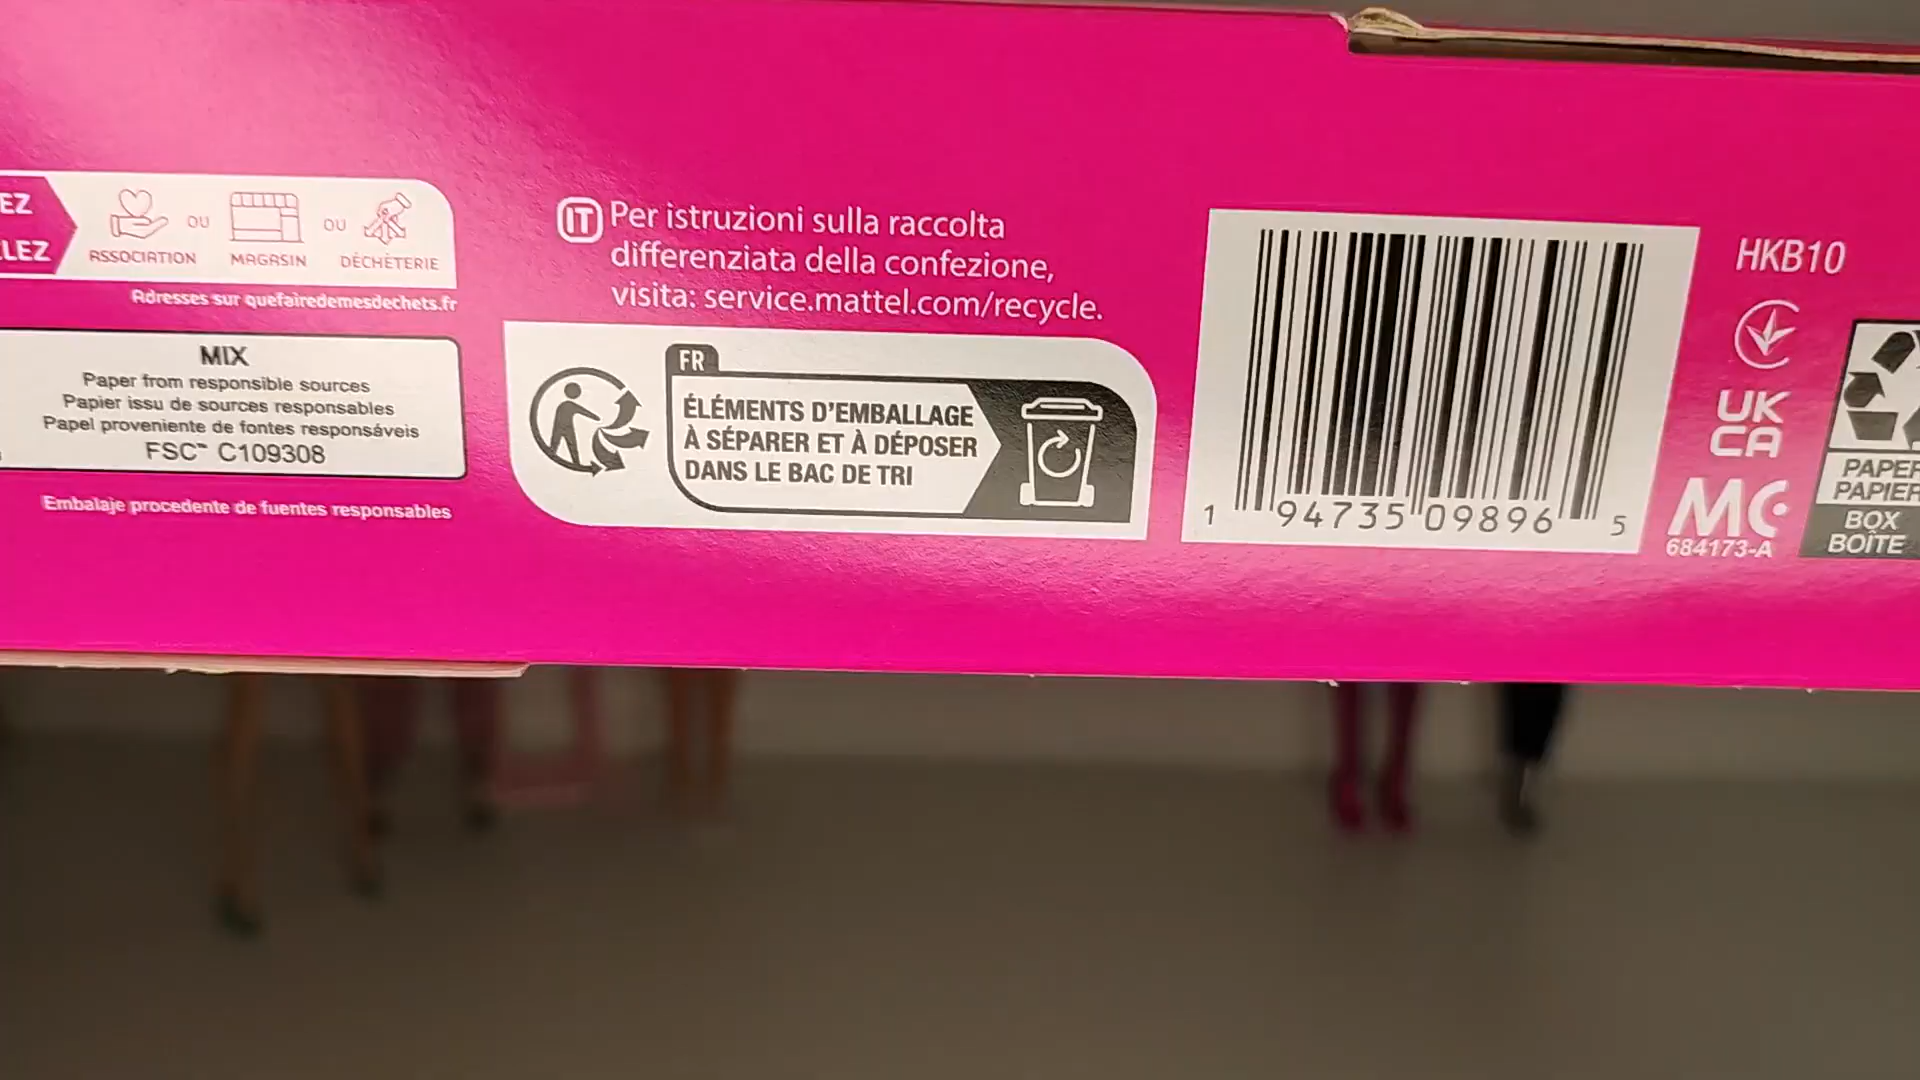 EZ
LEZ
OU
OU
ASSOCIATION
MAGASIN
DÉCHÈTERIE
Adresses sur quefairedemesdechets.fr
MIX
Paper from responsible sources
Papier issu de sources responsables
Papel proveniente de fontes responsáveis
FSC™ C109308
Embalaje procedente de fuentes responsables
IT Per istruzioni sulla raccolta
differenziata della confezione,
visita: service.mattel.com/recycle.
FR
ÉLÉMENTS D'EMBALLAGE
À SÉPARER ET À DÉPOSER
DANS LE BAC DE TRI
1 94735 09896 5
HKB10
UK
CA
MC
684173-A
PAPER
PAPIER
BOX
BOÎTE